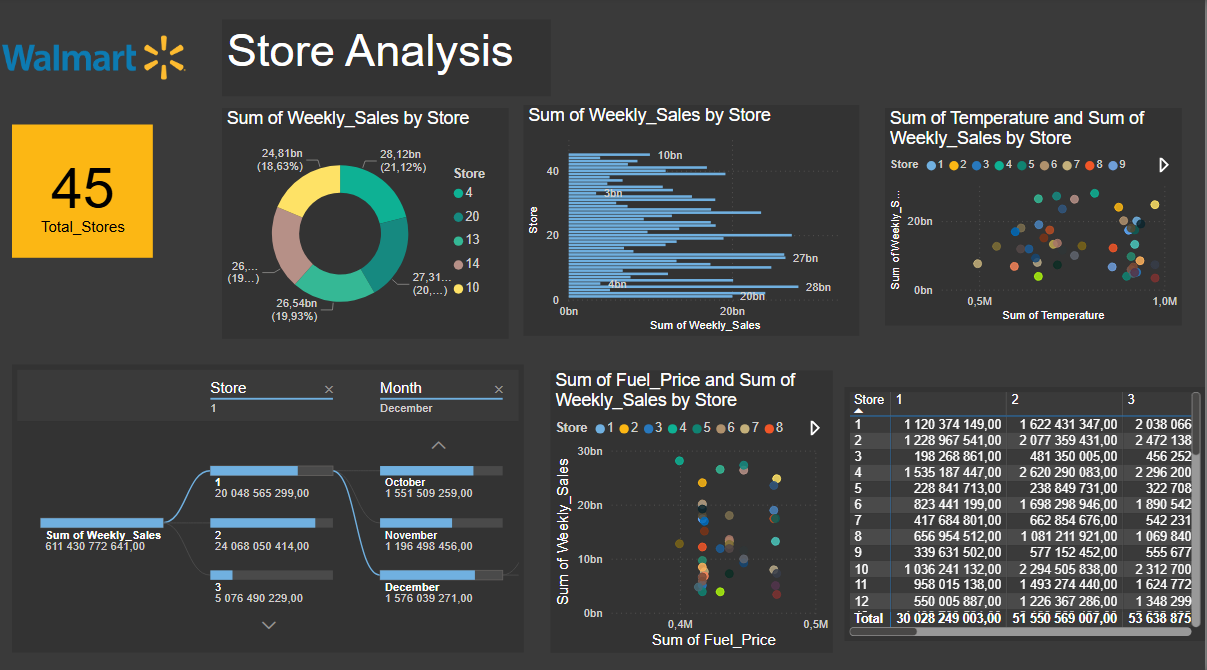 Walmart
Store Analysis
45
Total_Stores
Sum of Weekly_Sales by Store
24,81bn
(18,63%)
28,12bn
(21,12%)
26,...
(19...)
27,31...
(20,...)
26,54bn
(19,93%)
Store
4
20
13
14
10
Sum of Weekly_Sales by Store
Store
40
20
0
10bn
3bn
27bn
4bn
28bn
20bn
0bn
20bn
Sum of Weekly_Sales
Sum of Temperature and Sum of
Weekly_Sales by Store
Store 1 2 3 4 5 6 7 8 9
Sum of Weekly_S...
20bn
0bn
0,5M
1,0M
Sum of Temperature
Store ×
1
Month ×
December
Sum of Weekly_Sales
611 430 772 641,00
1
20 048 565 299,00
2
24 068 050 414,00
3
5 076 490 229,00
October
1 551 509 259,00
November
1 196 498 456,00
December
1 576 039 271,00
Sum of Fuel_Price and Sum of
Weekly_Sales by Store
Store 1 2 3 4 5 6 7 8
Sum of Weekly_Sales
30bn
20bn
10bn
0bn
0,4M
0,5M
Sum of Fuel_Price
Store 1 2 3
1 1 120 374 149,00 1 622 431 347,00 2 038 066
2 1 228 967 541,00 2 077 359 431,00 2 472 138
3 198 268 861,00 481 350 005,00 456 252
4 1 535 187 447,00 2 620 290 083,00 2 296 200
5 228 841 713,00 238 849 731,00 322 708
6 823 441 199,00 1 698 298 946,00 1 890 542
7 417 684 801,00 662 854 676,00 542 231
8 656 954 512,00 1 081 211 921,00 1 069 840
9 339 631 502,00 577 152 452,00 555 677
10 1 036 241 132,00 2 294 505 838,00 2 312 700
11 958 015 138,00 1 493 274 440,00 1 624 772
12 550 005 887,00 1 226 367 286,00 1 348 299
Total 30 028 249 003,00 51 550 569 007,00 53 638 875